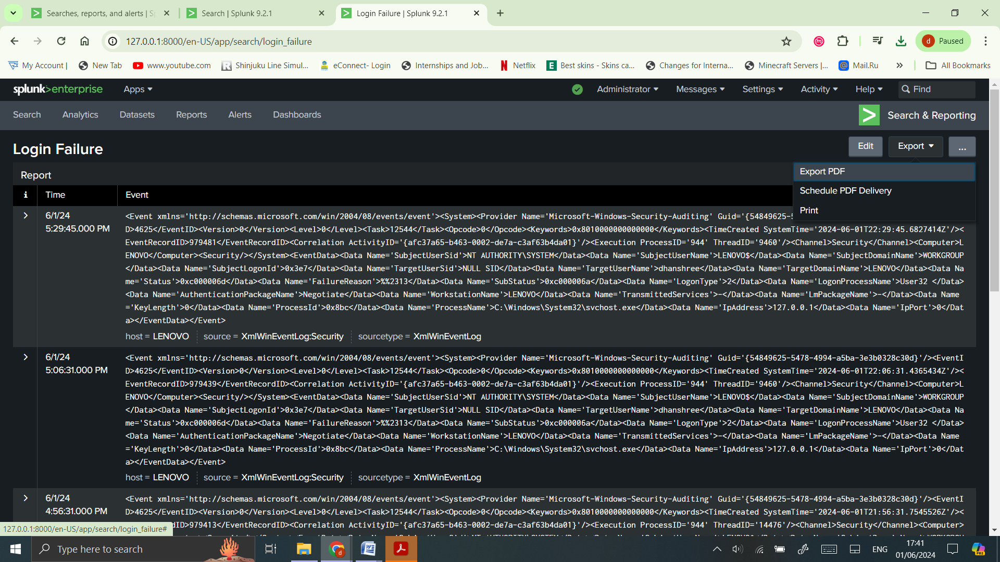 Searches, reports, and alerts | S
Search | Splunk 9.2.1
Login Failure | Splunk 9.2.1
127.0.0.1:8000/en-US/app/search/login_failure
d Paused
My Account |
New Tab
www.youtube.com
Shinjuku Line Simul...
eConnect- Login
Internships and Job...
Netflix
Best skins - Skins ca...
Changes for Interna...
Minecraft Servers |...
Mail.Ru
All Bookmarks
splunk>enterprise
Apps
Administrator
Messages
Settings
Activity
Help
Find
Search
Analytics
Datasets
Reports
Alerts
Dashboards
Search & Reporting
Login Failure
Edit
Export
...
Export PDF
Schedule PDF Delivery
Print
Report
i
Time
Event
6/1/24
5:29:45.000 PM
<Event xmlns='http://schemas.microsoft.com/win/2004/08/events/event'><System><Provider Name='Microsoft-Windows-Security-Auditing' Guid='{54849625-5
D>4625</EventID><Version>0</Version><Level>0</Level><Task>12544</Task><Opcode>0</Opcode><Keywords>0x8010000000000000</Keywords><TimeCreated SystemTime='2024-06-01T22:29:45.6827414Z'/><
EventRecordID>979481</EventRecordID><Correlation ActivityID='{afc37a65-b463-0002-de7a-c3af63b4da01}'/><Execution ProcessID='944' ThreadID='9460'/><Channel>Security</Channel><Computer>L
ENOVO</Computer><Security/></System><EventData><Data Name='SubjectUserSid'>NT AUTHORITY\SYSTEM</Data><Data Name='SubjectUserName'>LENOVO$</Data><Data Name='SubjectDomainName'>WORKGROUP
</Data><Data Name='SubjectLogonId'>0x3e7</Data><Data Name='TargetUserSid'>NULL SID</Data><Data Name='TargetUserName'>dhanshree</Data><Data Name='TargetDomainName'>LENOVO</Data><Data Na
me='Status'>0xc000006d</Data><Data Name='FailureReason'>%%2313</Data><Data Name='SubStatus'>0xc000006a</Data><Data Name='LogonType'>2</Data><Data Name='LogonProcessName'>User32 </Data>
<Data Name='AuthenticationPackageName'>Negotiate</Data><Data Name='WorkstationName'>LENOVO</Data><Data Name='TransmittedServices'>-</Data><Data Name='LmPackageName'>-</Data><Data Name
='KeyLength'>0</Data><Data Name='ProcessId'>0x8bc</Data><Data Name='ProcessName'>C:\Windows\System32\svchost.exe</Data><Data Name='IpAddress'>127.0.0.1</Data><Data Name='IpPort'>0</Dat
a></EventData></Event>
host = LENOVO source = XmlWinEventLog:Security sourcetype = XmlWinEventLog
6/1/24
5:06:31.000 PM
<Event xmlns='http://schemas.microsoft.com/win/2004/08/events/event'><System><Provider Name='Microsoft-Windows-Security-Auditing' Guid='{54849625-5478-4994-a5ba-3e3b0328c30d}'/><EventI
D>4625</EventID><Version>0</Version><Level>0</Level><Task>12544</Task><Opcode>0</Opcode><Keywords>0x8010000000000000</Keywords><TimeCreated SystemTime='2024-06-01T22:06:31.4365434Z'/><
EventRecordID>979439</EventRecordID><Correlation ActivityID='{afc37a65-b463-0002-de7a-c3af63b4da01}'/><Execution ProcessID='944' ThreadID='9460'/><Channel>Security</Channel><Computer>L
ENOVO</Computer><Security/></System><EventData><Data Name='SubjectUserSid'>NT AUTHORITY\SYSTEM</Data><Data Name='SubjectUserName'>LENOVO$</Data><Data Name='SubjectDomainName'>WORKGROUP
</Data><Data Name='SubjectLogonId'>0x3e7</Data><Data Name='TargetUserSid'>NULL SID</Data><Data Name='TargetUserName'>dhanshree</Data><Data Name='TargetDomainName'>LENOVO</Data><Data Na
me='Status'>0xc000006d</Data><Data Name='FailureReason'>%%2313</Data><Data Name='SubStatus'>0xc000006a</Data><Data Name='LogonType'>2</Data><Data Name='LogonProcessName'>User32 </Data>
<Data Name='AuthenticationPackageName'>Negotiate</Data><Data Name='WorkstationName'>LENOVO</Data><Data Name='TransmittedServices'>-</Data><Data Name='LmPackageName'>-</Data><Data Name
='KeyLength'>0</Data><Data Name='ProcessId'>0x8bc</Data><Data Name='ProcessName'>C:\Windows\System32\svchost.exe</Data><Data Name='IpAddress'>127.0.0.1</Data><Data Name='IpPort'>0</Dat
a></EventData></Event>
host = LENOVO source = XmlWinEventLog:Security sourcetype = XmlWinEventLog
6/1/24
4:56:31.000 PM
<Event xmlns='http://schemas.microsoft.com/win/2004/08/events/event'><System><Provider Name='Microsoft-Windows-Security-Auditing' Guid='{54849625-5478-4994-a5ba-3e3b0328c30d}'/><EventI
D>4625</EventID><Version>0</Version><Level>0</Level><Task>12544</Task><Opcode>0</Opcode><Keywords>0x8010000000000000</Keywords><TimeCreated SystemTime='2024-06-01T21:56:31.7545526Z'/><
dID>979413</EventRecordID><Correlation ActivityID='{afc37a65-b463-0002-de7a-c3af63b4da01}'/><Execution ProcessID='944' ThreadID='14476'/><Channel>Security</Channel><Computer>
127.0.0.1:8000/en-US/app/search/login_failure#
Type here to search
ENG
17:41
01/06/2024
PRE